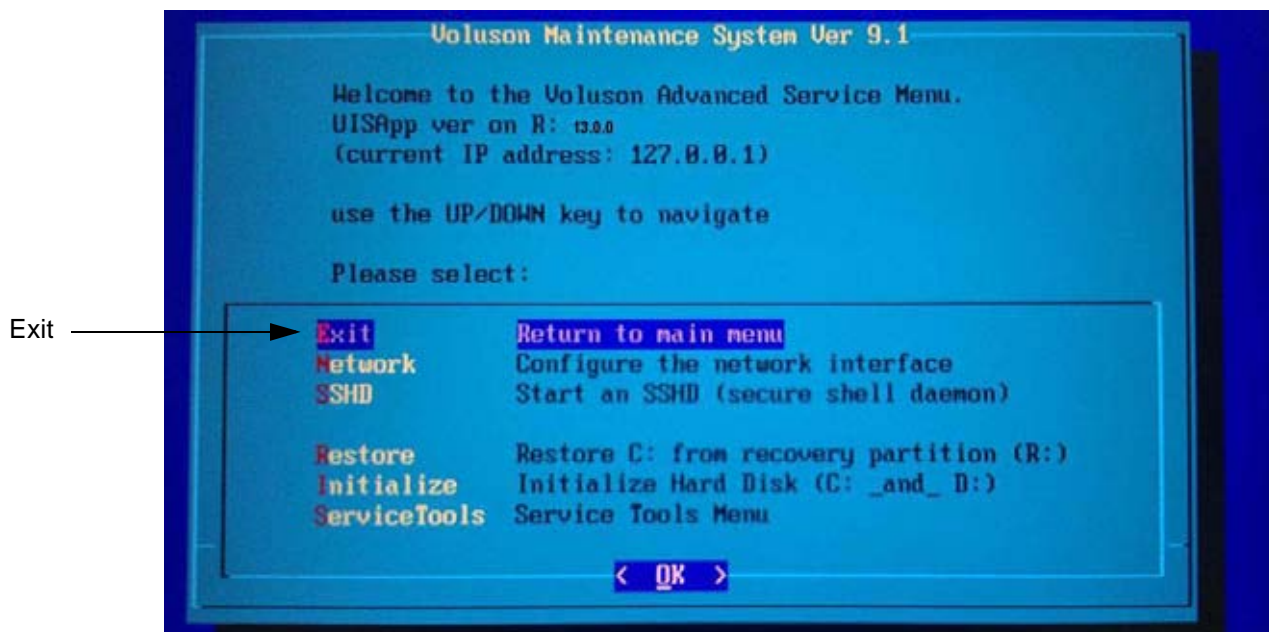 Voluson Maintenance System Ver 9.1
Welcome to the Voluson Advanced Service Menu.
UISApp ver on R: 13.0.0
(current IP address: 127.0.0.1)
use the UP/DOWN key to navigate
Please select:
Exit
Exit Return to main menu
Network Configure the network interface
SSHD Start an SSHD (secure shell daemon)
Restore Restore C: from recovery partition (R:)
Initialize Initialize Hard Disk (C: _and_ D:)
ServiceTools Service Tools Menu
< OK >